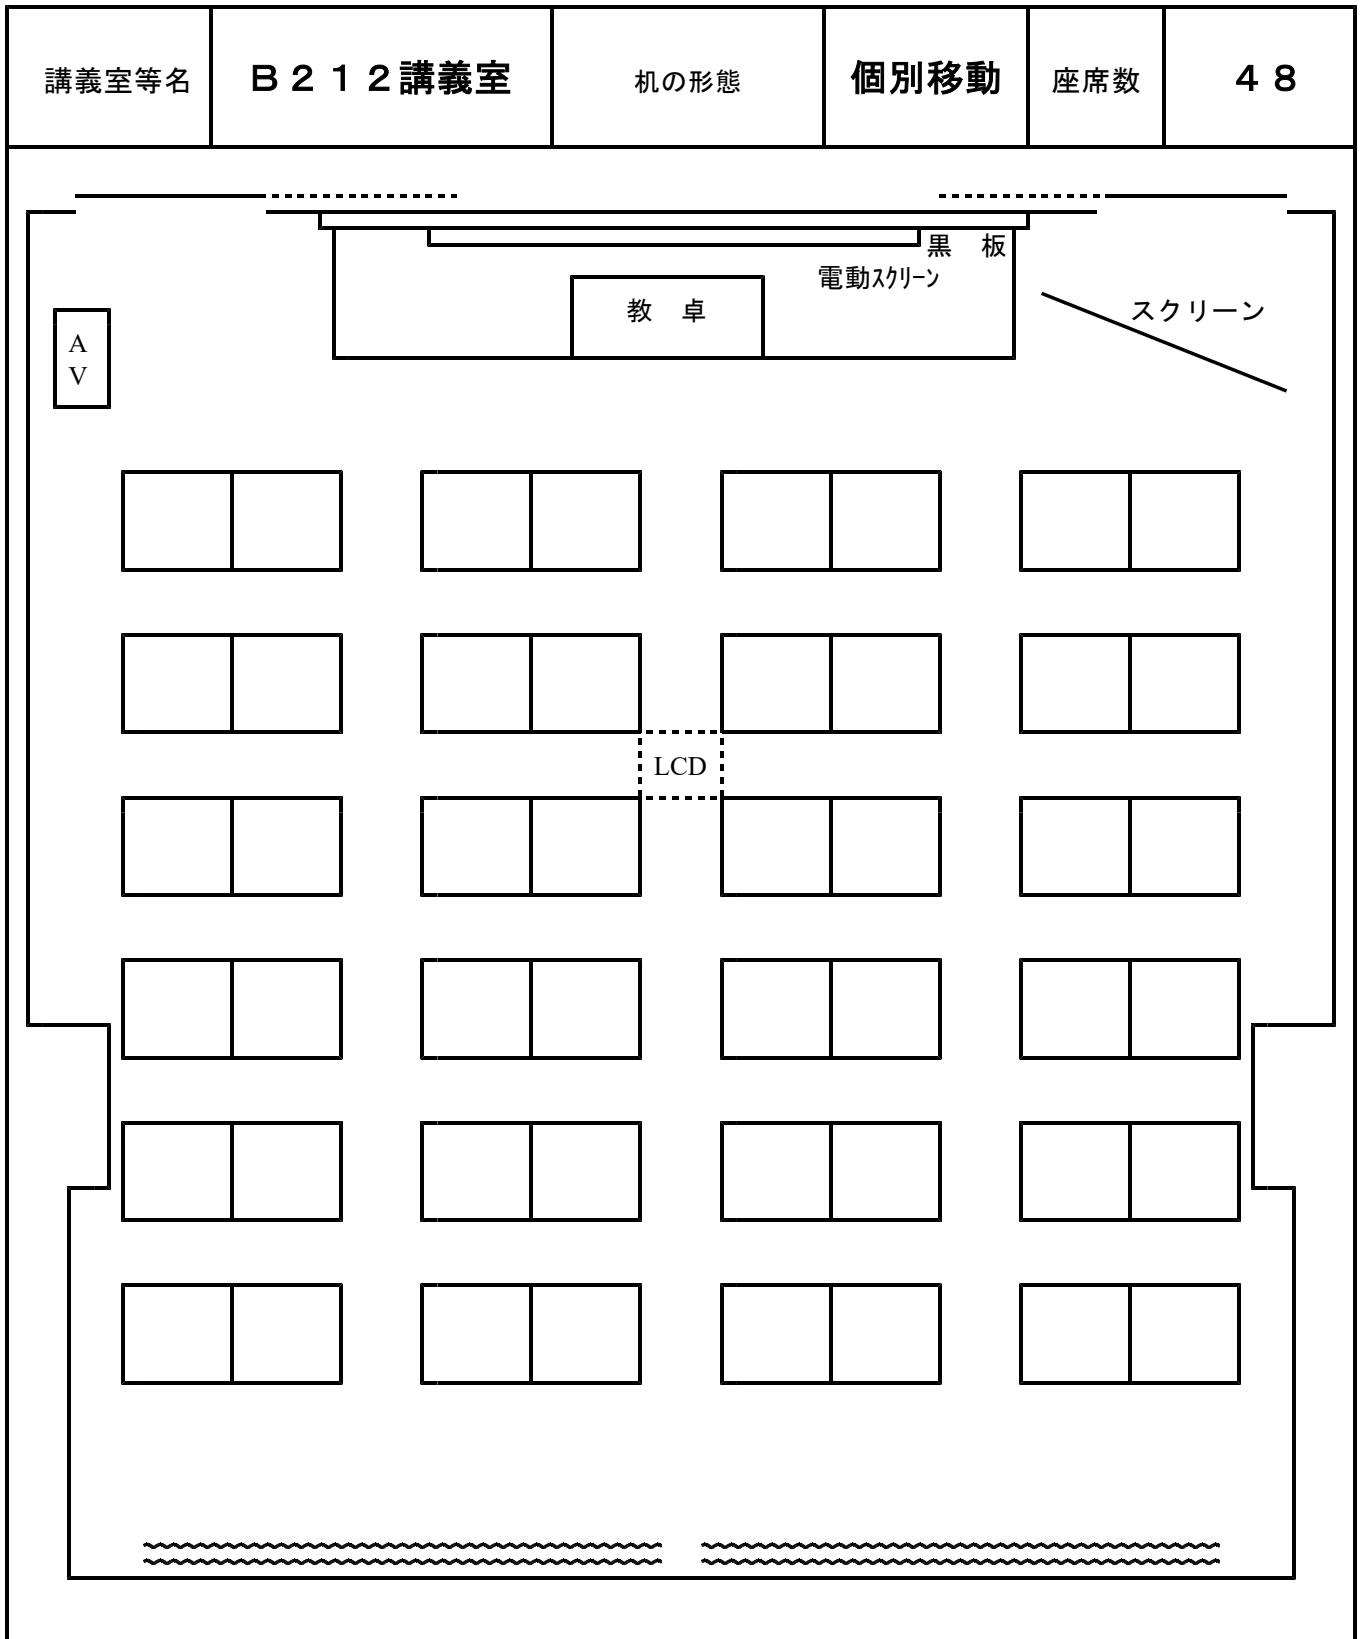 講義室等名 B212講義室 机の形態 個別移動 座席数 48
黒 板
電動ｽｸﾘｰﾝ
教 卓
スクリーン
A
V
LCD